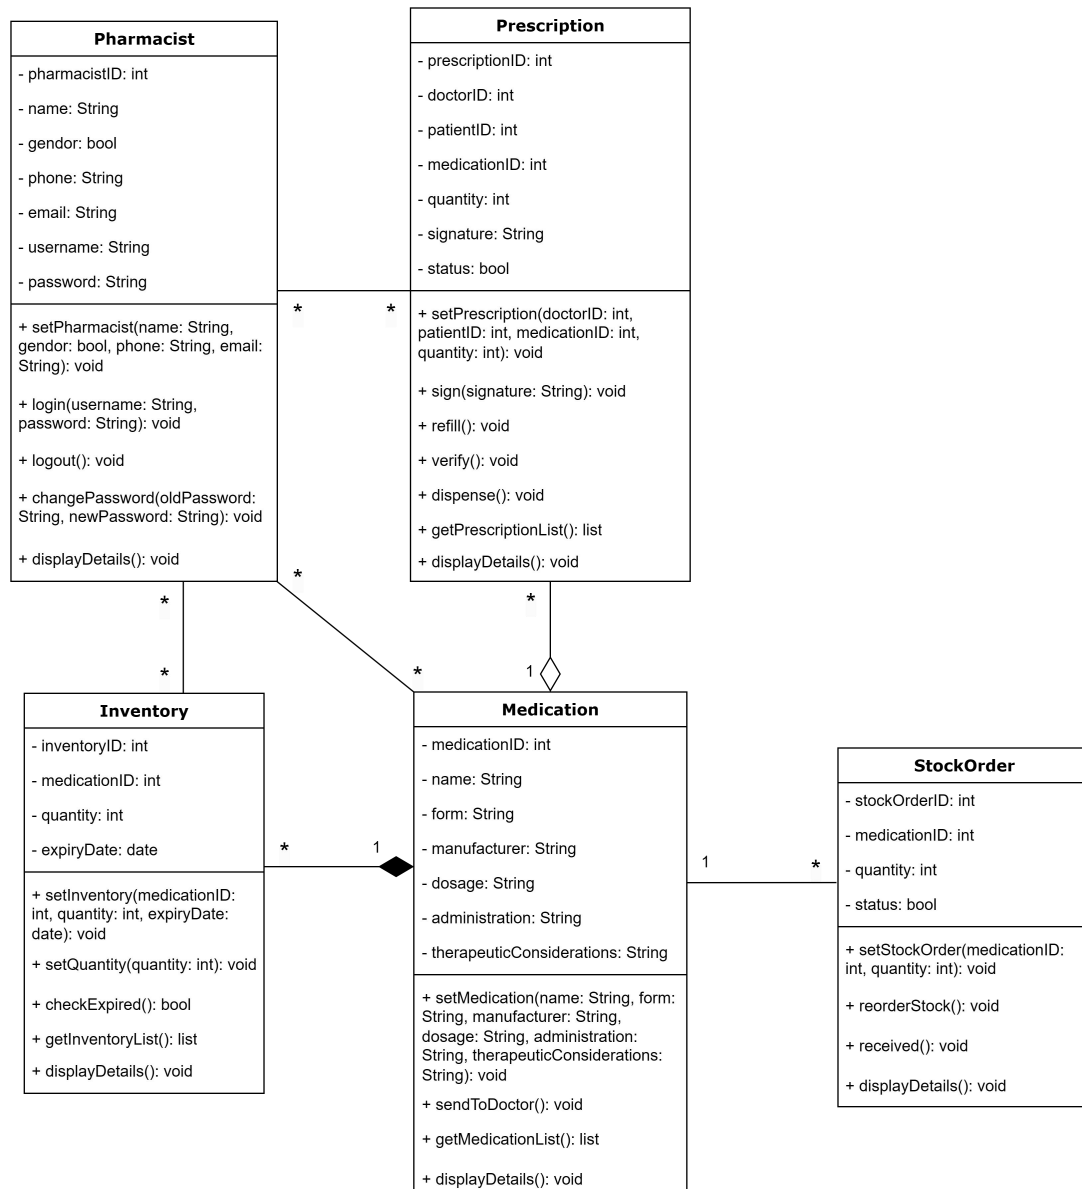 Pharmacist
- pharmacistID: int
- name: String
- gendor: bool
- phone: String
- email: String
- username: String
- password: String
+ setPharmacist(name: String,
gendor: bool, phone: String, email:
String): void
+ login(username: String,
password: String): void
+ logout(): void
+ changePassword(oldPassword:
String, newPassword: String): void
+ displayDetails(): void
Prescription
- prescriptionID: int
- doctorID: int
- patientID: int
- medicationID: int
- quantity: int
- signature: String
- status: bool
+ setPrescription(doctorID: int,
patientID: int, medicationID: int,
quantity: int): void
+ sign(signature: String): void
+ refill(): void
+ verify(): void
+ dispense(): void
+ getPrescriptionList(): list
+ displayDetails(): void
* *
*
*
*
*
*
1
Inventory
- inventoryID: int
- medicationID: int
- quantity: int
- expiryDate: date
+ setInventory(medicationID:
int, quantity: int, expiryDate:
date): void
+ setQuantity(quantity: int): void
+ checkExpired(): bool
+ getInventoryList(): list
+ displayDetails(): void
* 1
Medication
- medicationID: int
- name: String
- form: String
- manufacturer: String
- dosage: String
- administration: String
- therapeuticConsiderations: String
+ setMedication(name: String, form:
String, manufacturer: String,
dosage: String, administration:
String, therapeuticConsiderations:
String): void
+ sendToDoctor(): void
+ getMedicationList(): list
+ displayDetails(): void
1 *
StockOrder
- stockOrderID: int
- medicationID: int
- quantity: int
- status: bool
+ setStockOrder(medicationID:
int, quantity: int): void
+ reorderStock(): void
+ received(): void
+ displayDetails(): void